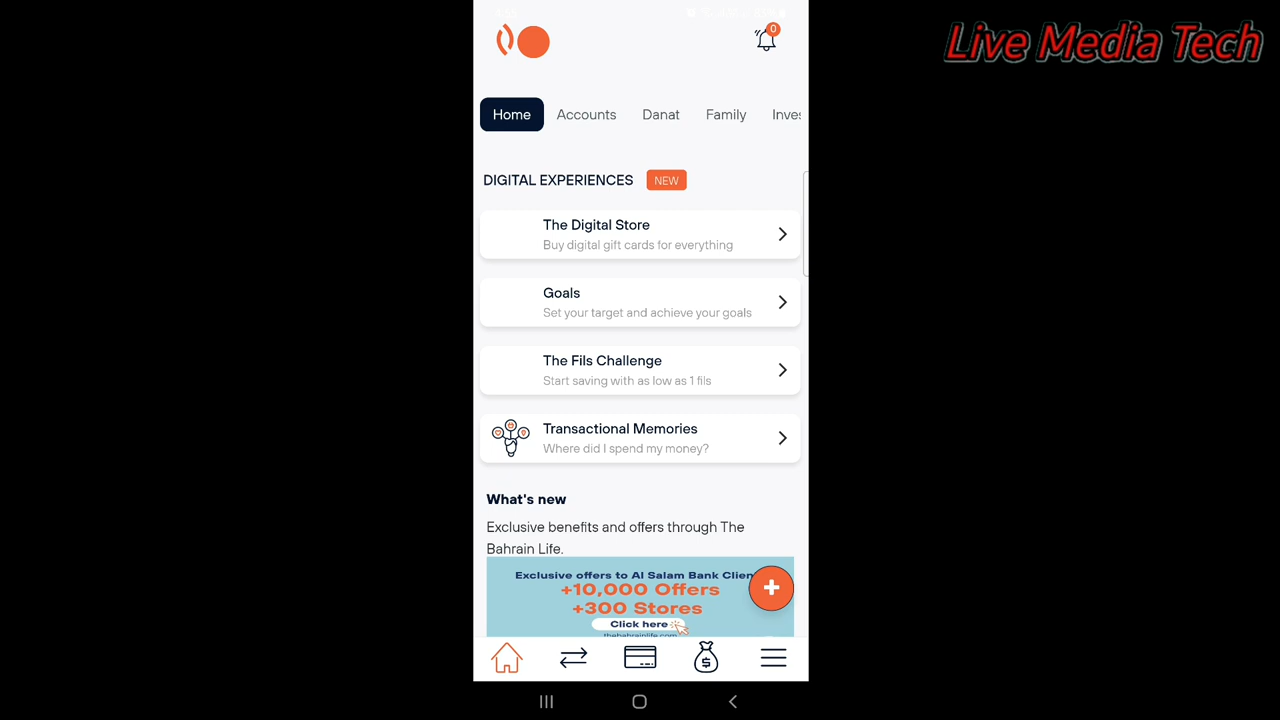 Live Media Tech
0
Home Accounts Danat Family Inves
DIGITAL EXPERIENCES NEW
The Digital Store
Buy digital gift cards for everything
Goals
Set your target and achieve your goals
The Fils Challenge
Start saving with as low as 1 fils
Transactional Memories
Where did I spend my money?
What's new
Exclusive benefits and offers through The
Bahrain Life.
Exclusive offers to Al Salam Bank Clien
+10,000 Offers
+300 Stores
Click here
thebahrainlife.com